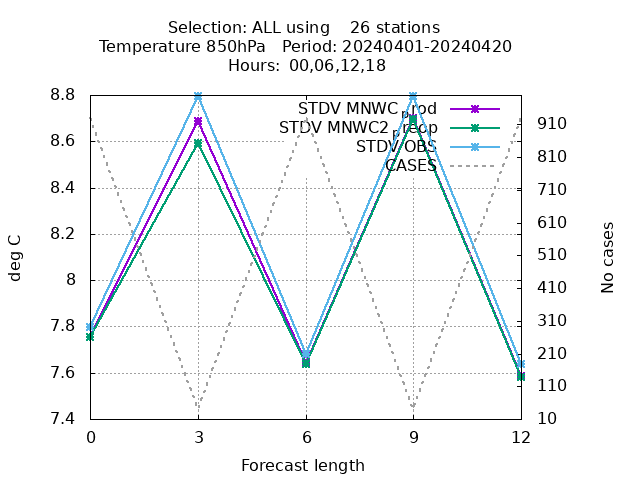 Selection: ALL using 26 stations
Temperature 850hPa Period: 20240401-20240420
Hours: 00,06,12,18
8.8
8.6
8.4
8.2
8
7.8
7.6
7.4
deg C
STDV MNWC_prod
STDV MNWC2_preop
STDV OBS
CASES
910
810
710
610
510
410
310
210
110
10
No cases
0 3 6 9 12
Forecast length